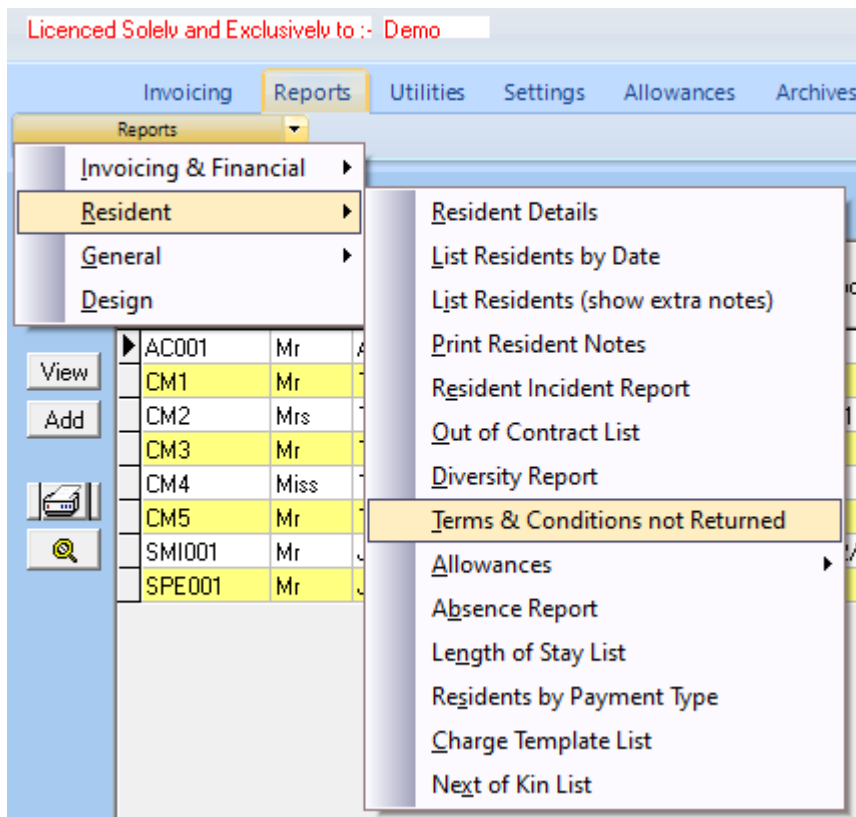 Licenced Solely and Exclusively to :- Demo
Invoicing Reports Utilities Settings Allowances Archives
Reports
Invoicing & Financial
Resident
General
Design
Resident Details
List Residents by Date
List Residents (show extra notes)
Print Resident Notes
Resident Incident Report
Out of Contract List
Diversity Report
Terms & Conditions not Returned
Allowances
Absence Report
Length of Stay List
Residents by Payment Type
Charge Template List
Next of Kin List
View
Add
AC001 Mr
CM1 Mr
CM2 Mrs
CM3 Mr
CM4 Miss
CM5 Mr
SMI001 Mr
SPE001 Mr